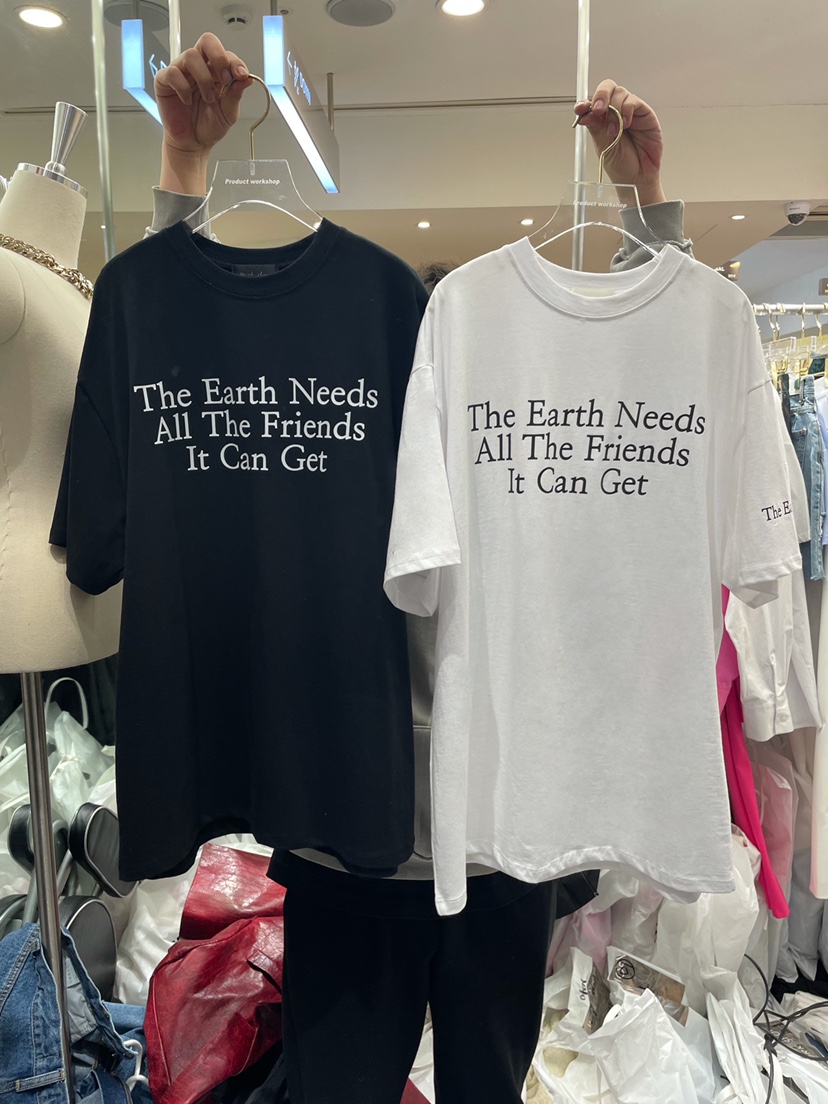 Product workshop
The Earth Needs
All The Friends
It Can Get
Product workshop
The Earth Needs
All The Friends
It Can Get
The E